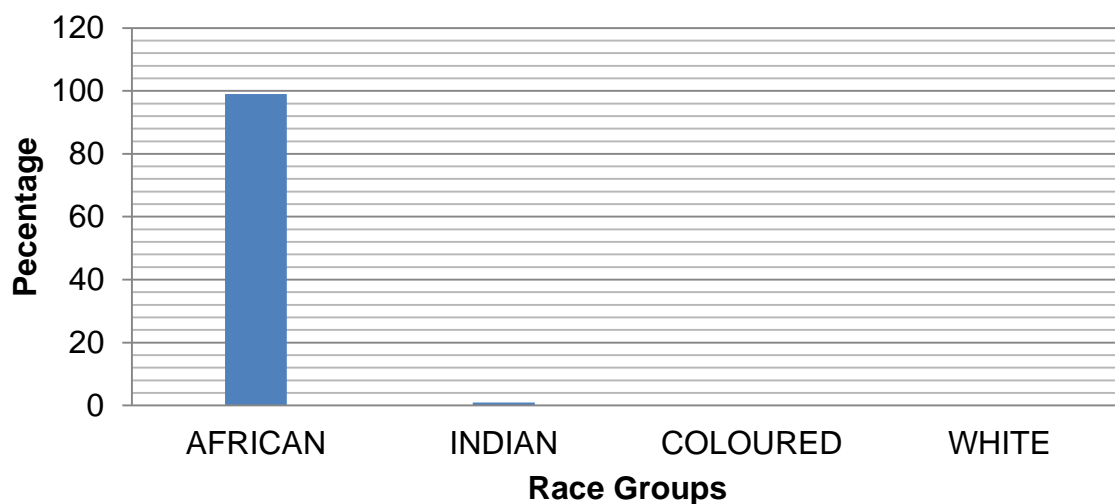 120
100
80
60
40
20
0
Pecentage
AFRICAN INDIAN COLOURED WHITE
Race Groups